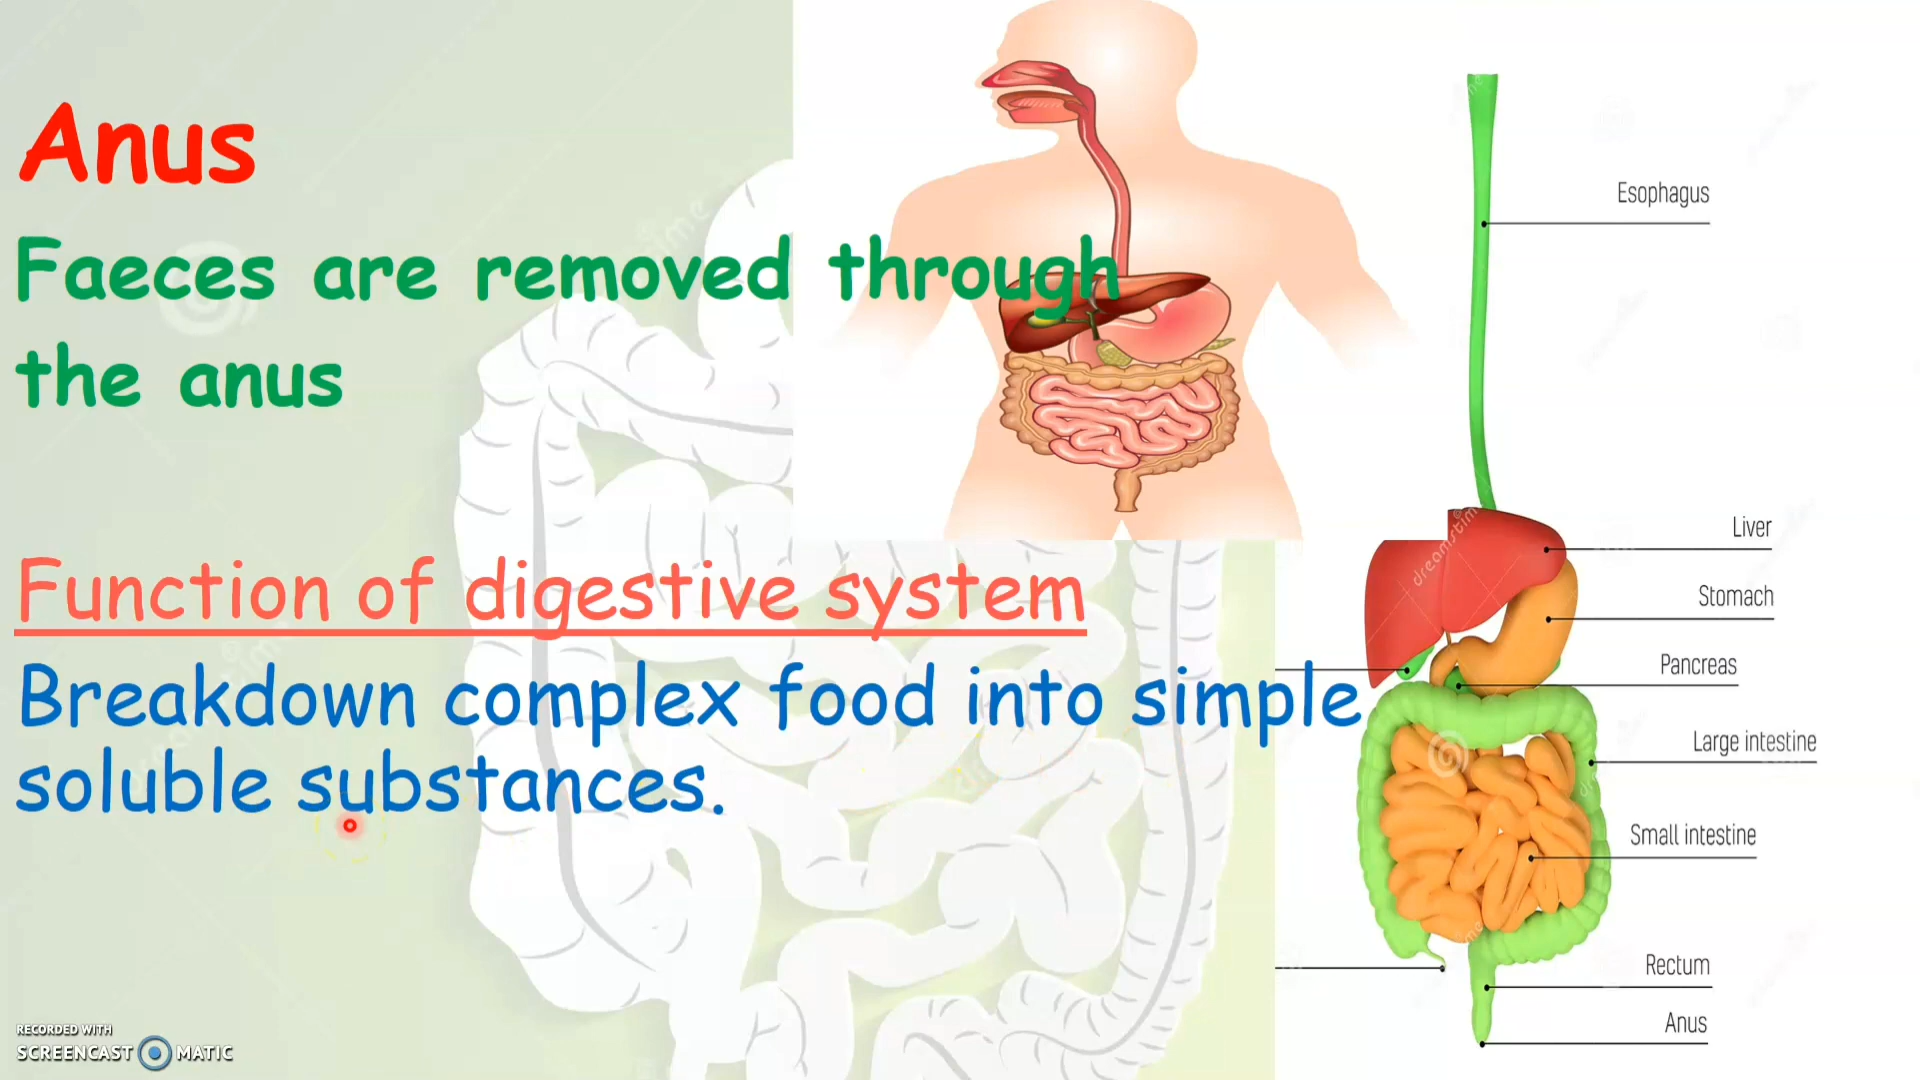 Anus
Faeces are removed through
the anus
Function of digestive system
Breakdown complex food into simple
soluble substances.
Esophagus
Liver
Stomach
Pancreas
Large intestine
Small intestine
Rectum
Anus
dreamstime
RECORDED WITH
SCREENCAST MATIC